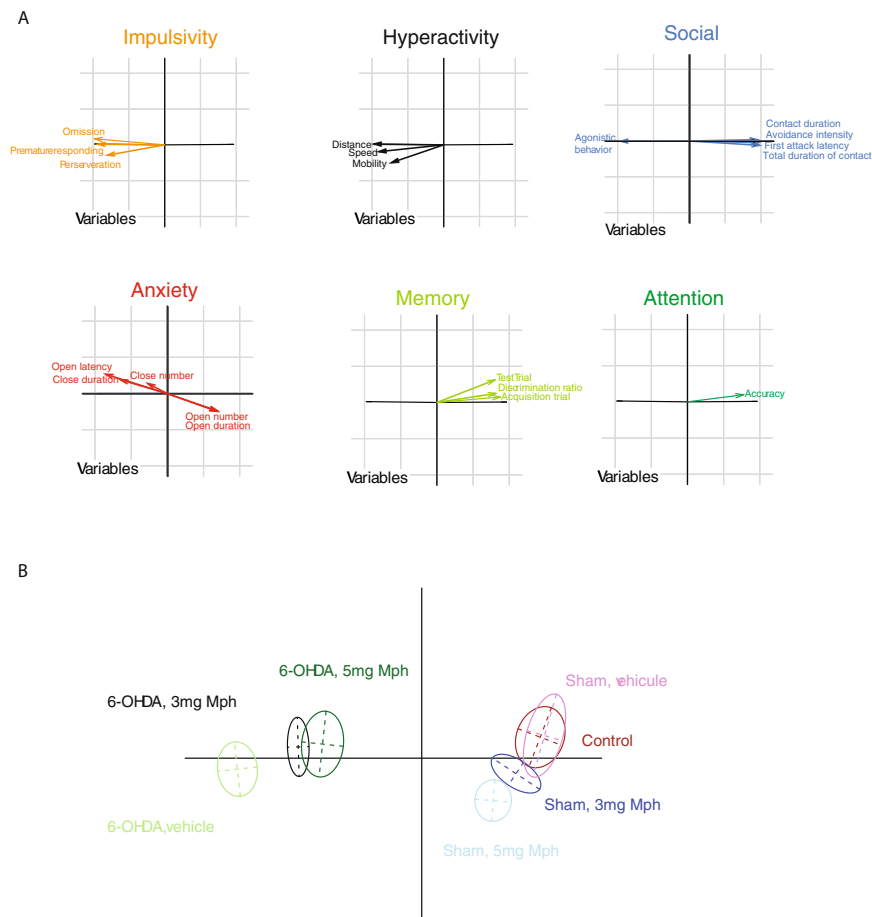 A
Impulsivity
Omission
Prematureresponding
Perserveration
Variables
Hyperactivity
Distance
Speed
Mobility
Variables
Social
Agonistic
behavior
Contact duration
Avoidance intensity
First attack latency
Total duration of contact
Variables
Anxiety
Open latency
Close duration
Close number
Open number
Open duration
Variables
Memory
TestTrial
Discrimination ratio
Acquisition trial
Variables
Attention
Accuracy
Variables
B
6-OHDA, 5mg Mph
Sham, vehicule
6-OHDA, 3mg Mph
Control
Sham, 3mg Mph
6-OHDA,vehicle
Sham, 5mg Mph